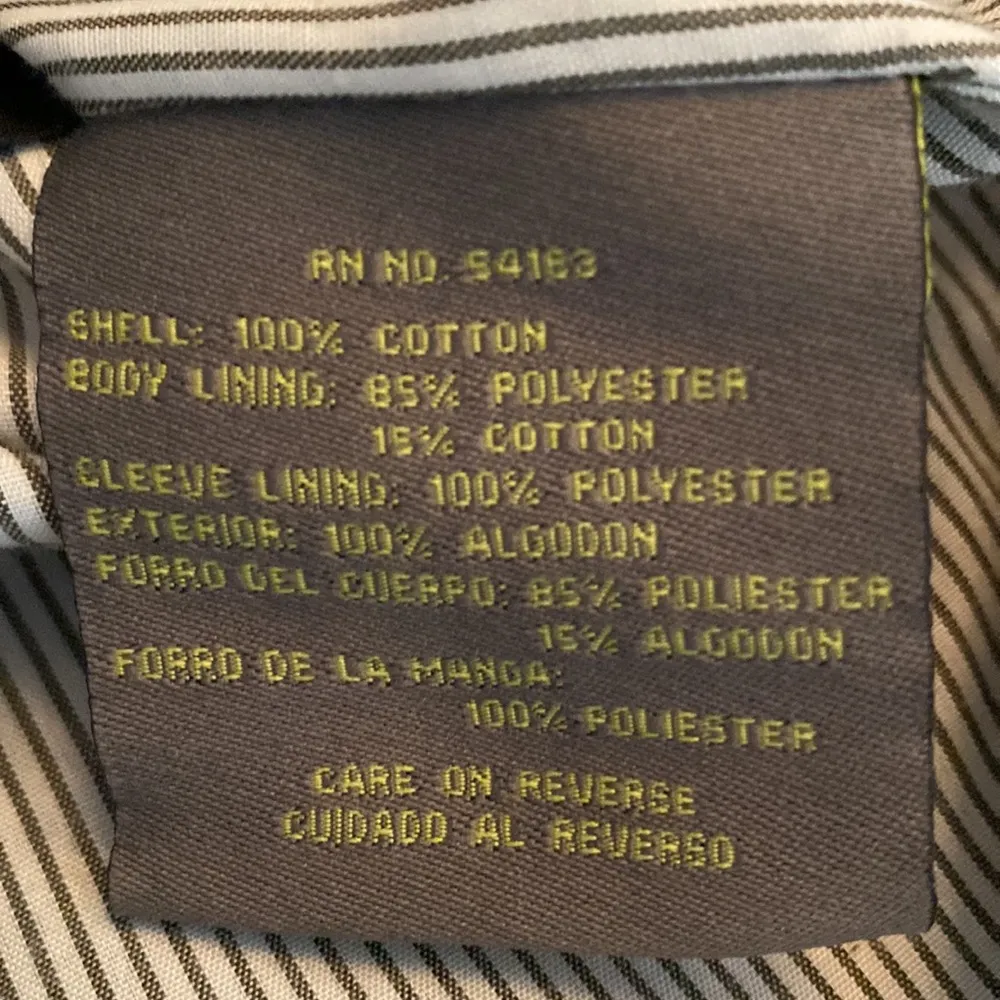 RN NO. 54163
SHELL: 100% COTTON
BODY LINING: 85% POLYESTER
15% COTTON
SLEEVE LINING: 100% POLYESTER
EXTERIOR: 100% ALGODON
FORRO DEL CUERPO: 85% POLIESTER
15% ALGODON
FORRO DE LA MANGA:
100% POLIESTER
CARE ON REVERSE
CUIDADO AL REVERSO